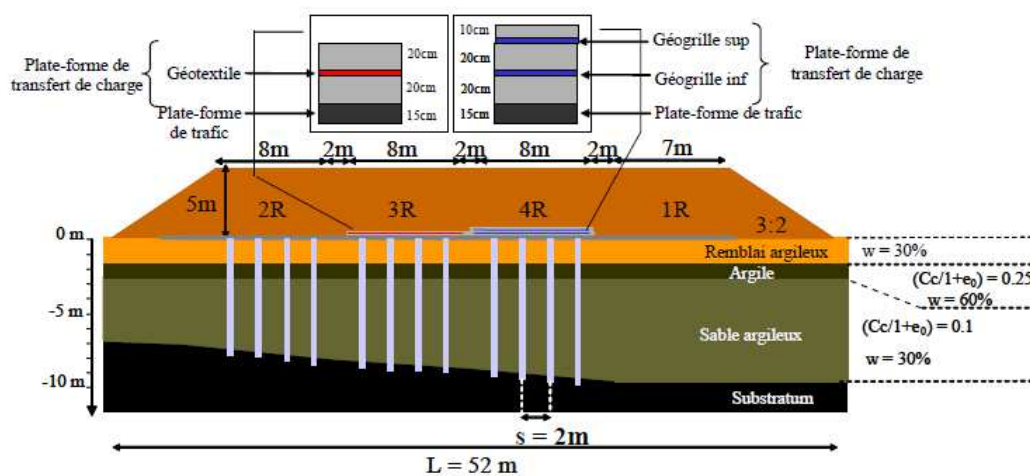 Plate-forme de
transfert de charge
Géotextile
Plate-forme
de trafic
20cm
20cm
15cm
10cm
20cm
20cm
15cm
Géogrille sup
Géogrille inf
Plate-forme de trafic
Plate-forme de
transfert de charge
8m 2m 8m 2m 8m 2m 7m
5m
2R 3R 4R 1R
3:2
0 m
-5 m
-10 m
Remblai argileux
Argile
Sable argileux
Substratum
w = 30%
(Cc/1+e₀) = 0.25
w = 60%
(Cc/1+e₀) = 0.1
w = 30%
s = 2m
L = 52 m